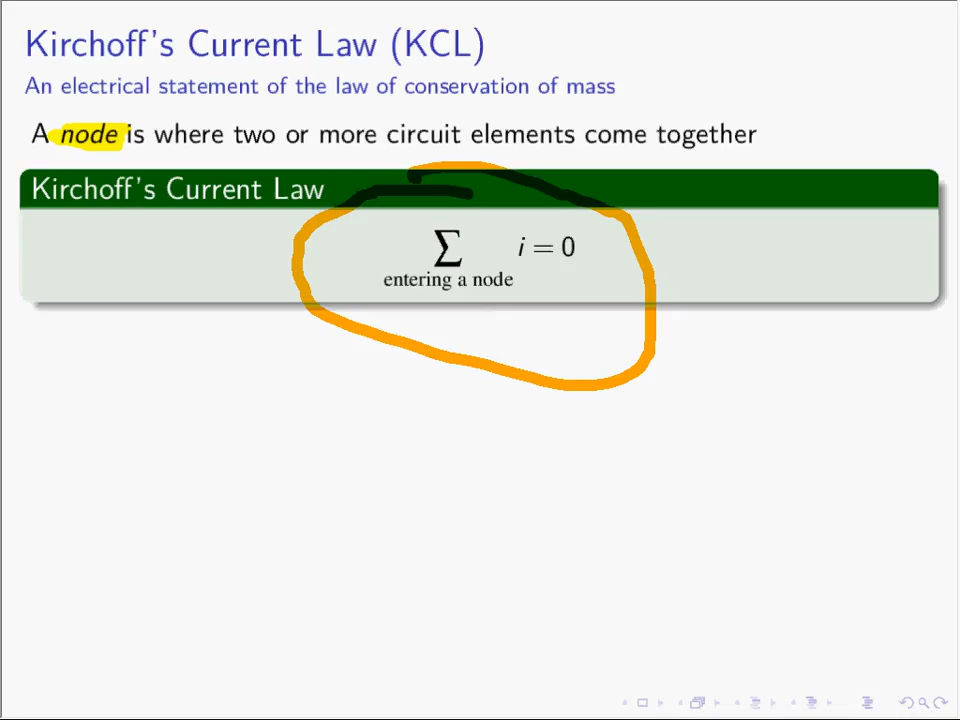 Kirchoff's Current Law (KCL)
An electrical statement of the law of conservation of mass
A node is where two or more circuit elements come together
Kirchoff's Current Law
∑ i = 0
entering a node